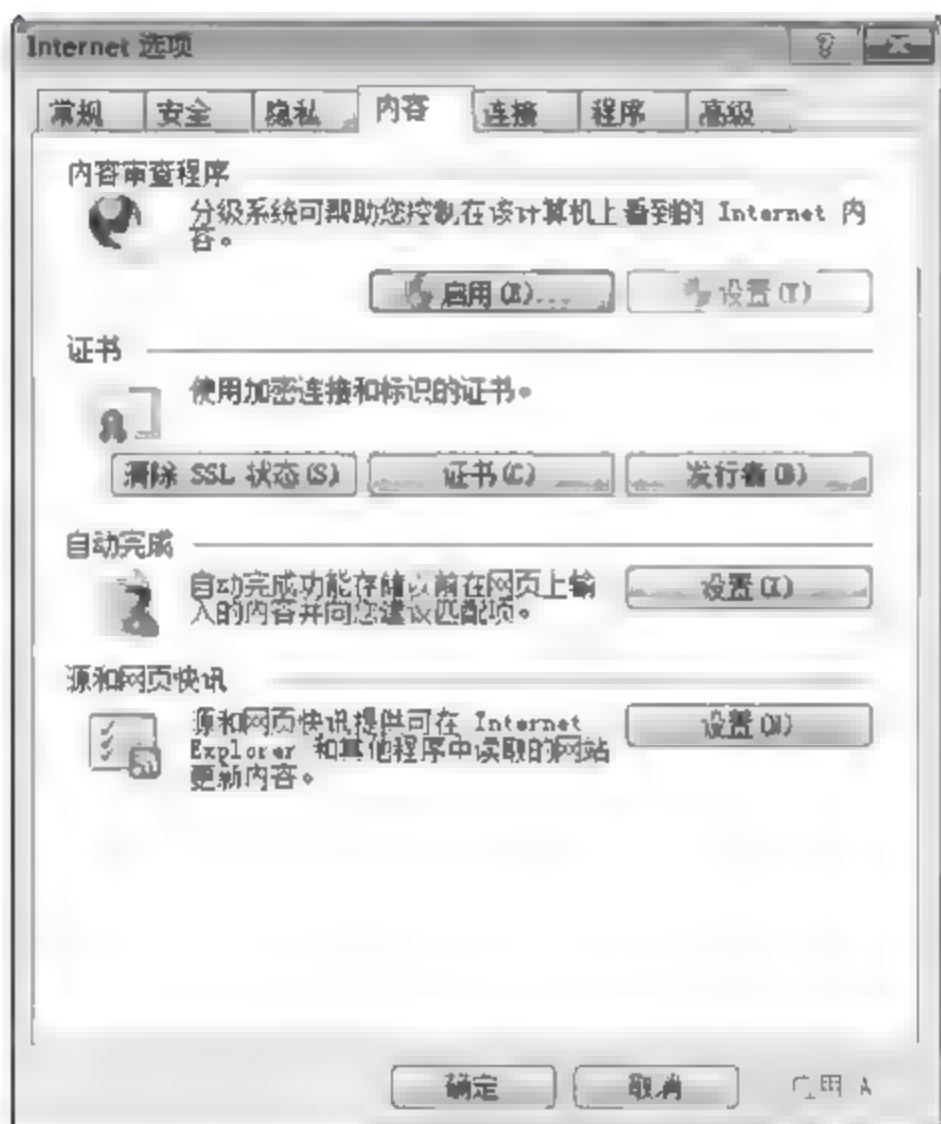 Internet 选项
常规 安全 隐私 内容 连接 程序 高级
内容审查程序
分级系统可帮助您控制在该计算机上看到的 Internet 内
容。
启用(E)... 设置(T)
证书
使用加密连接和标识的证书。
清除 SSL 状态(S) 证书(C) 发行者(B)
自动完成
自动完成功能存储以前在网页上输
入的内容并向您建议匹配项。
设置(I)
源和网页快讯
源和网页快讯提供可在 Internet
Explorer 和其他程序中读取的网站
更新内容。
设置(N)
确定 取消